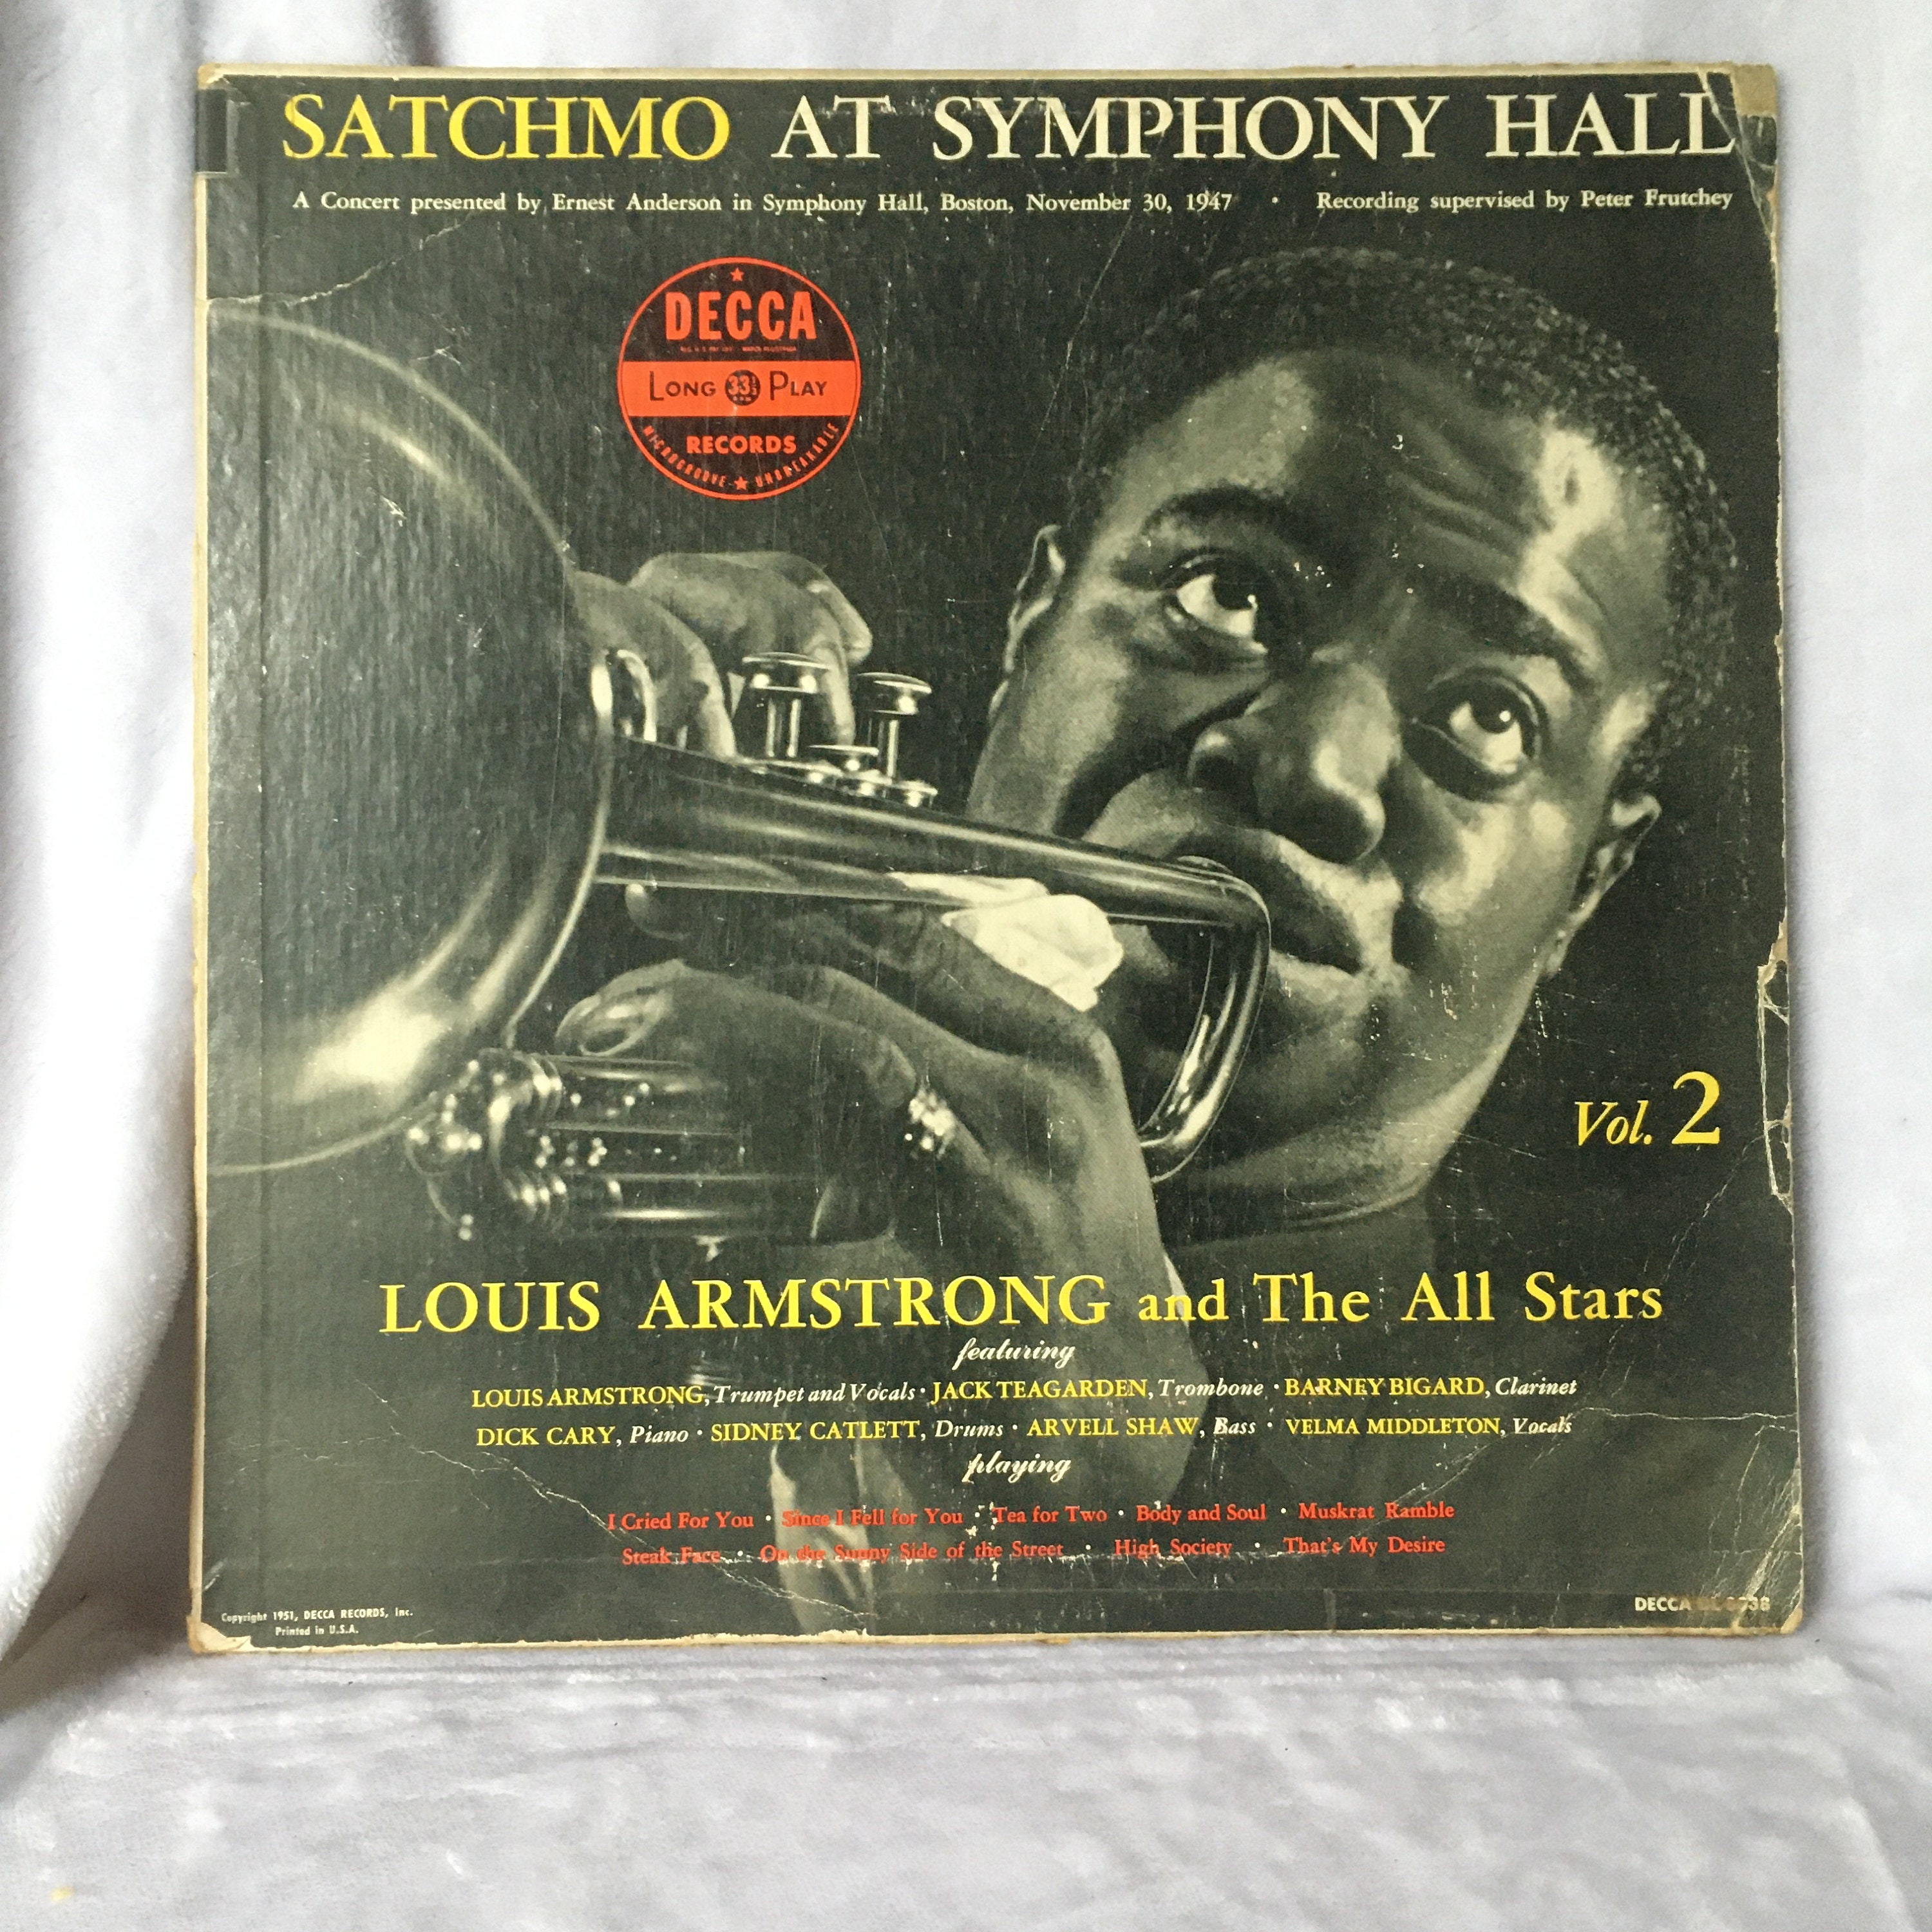 SATCHMO AT SYMPHONY HALL
A Concert presented by Ernest Anderson in Symphony Hall, Boston, November 30, 1947 • Recording supervised by Peter Frutchey
DECCA
LONG 33 PLAY
RECORDS
MICROGROOVE ★ UNBREAKABLE
Vol. 2
LOUIS ARMSTRONG and The All Stars
featuring
LOUIS ARMSTRONG, Trumpet and Vocals • JACK TEAGARDEN, Trombone • BARNEY BIGARD, Clarinet
DICK CARY, Piano • SIDNEY CATLETT, Drums • ARVELL SHAW, Bass • VELMA MIDDLETON, Vocals
playing
I Cried For You • Since I Fell for You • Tea for Two • Body and Soul • Muskrat Ramble
Steak Face • On the Sunny Side of the Street • High Society • That's My Desire
Copyright 1951, DECCA RECORDS, Inc.
Printed in U.S.A.
DECCA